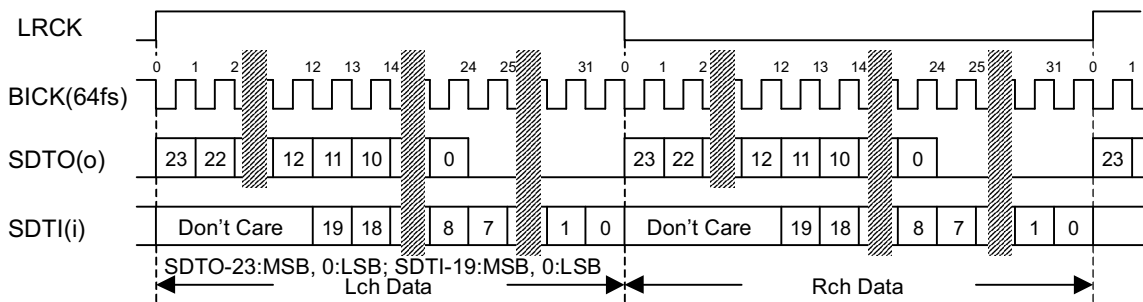 LRCK
0 1 2 12 13 14 24 25 31 0 1 2 12 13 14 24 25 31 0 1
BICK(64fs)
SDTO(o) 23 22 12 11 10 0 23 22 12 11 10 0 23
SDTI(i) Don't Care 19 18 8 7 1 0 Don't Care 19 18 8 7 1 0
SDTO-23:MSB, 0:LSB; SDTI-19:MSB, 0:LSB
Lch Data Rch Data